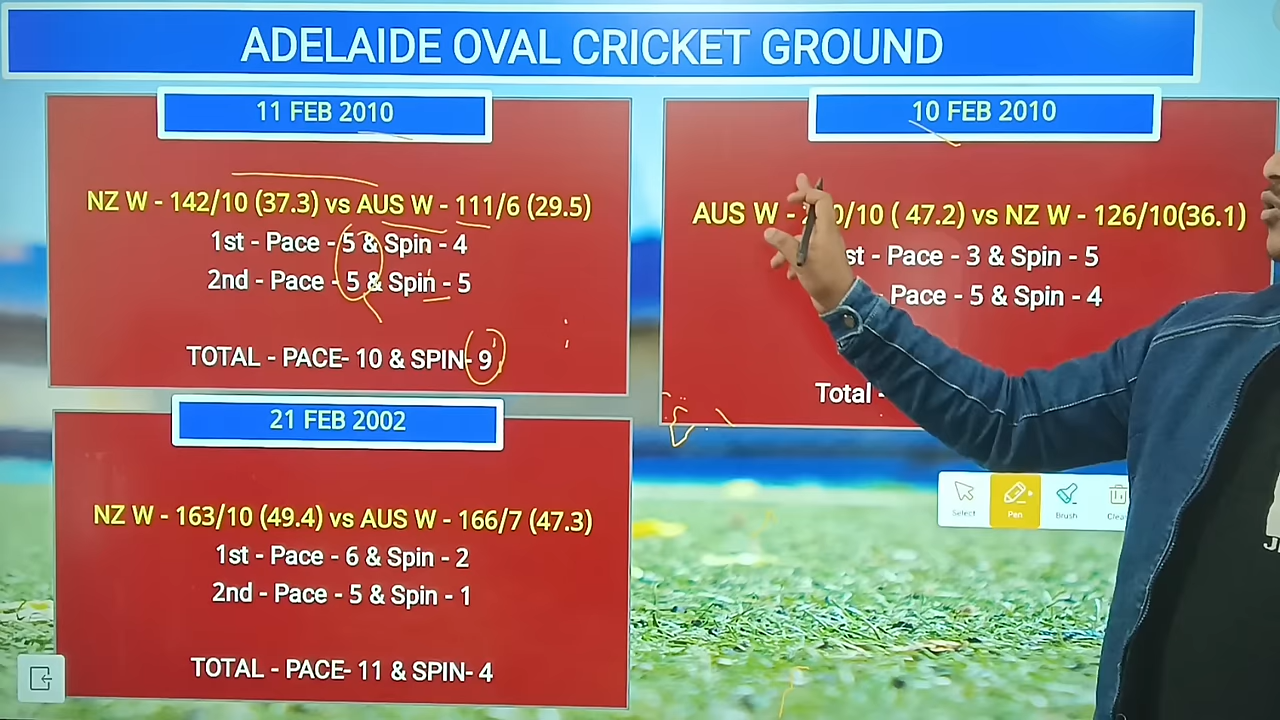 ADELAIDE OVAL CRICKET GROUND
11 FEB 2010
NZ W - 142/10 (37.3) vs AUS W - 111/6 (29.5)
1st - Pace - 5 & Spin - 4
2nd - Pace - 5 & Spin - 5
TOTAL - PACE- 10 & SPIN- 9
10 FEB 2010
AUS W - /10 ( 47.2) vs NZ W - 126/10(36.1)
st - Pace - 3 & Spin - 5
Pace - 5 & Spin - 4
Total -
21 FEB 2002
NZ W - 163/10 (49.4) vs AUS W - 166/7 (47.3)
1st - Pace - 6 & Spin - 2
2nd - Pace - 5 & Spin - 1
TOTAL - PACE- 11 & SPIN- 4
Select
Pen
Brush
Clea